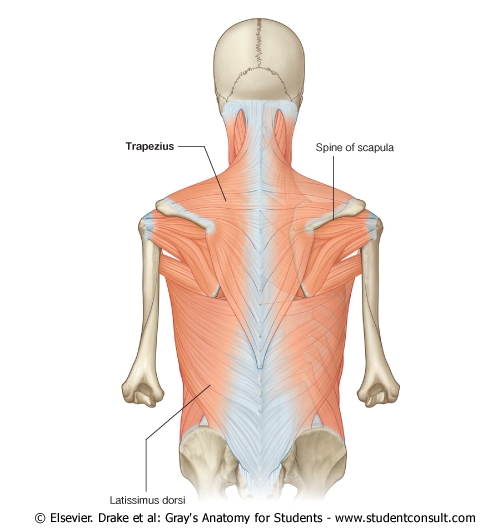 Trapezius
Spine of scapula
Latissimus dorsi
© Elsevier. Drake et al: Gray's Anatomy for Students - www.studentconsult.com